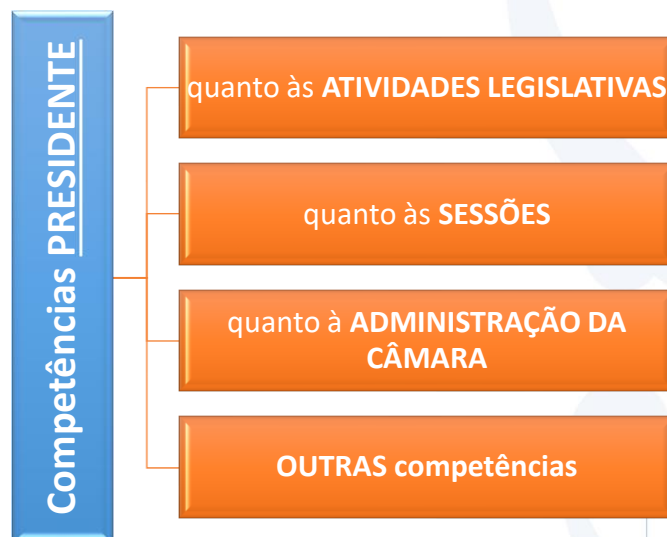 Competências PRESIDENTE
quanto às ATIVIDADES LEGISLATIVAS
quanto às SESSÕES
quanto à ADMINISTRAÇÃO DA
CÂMARA
OUTRAS competências